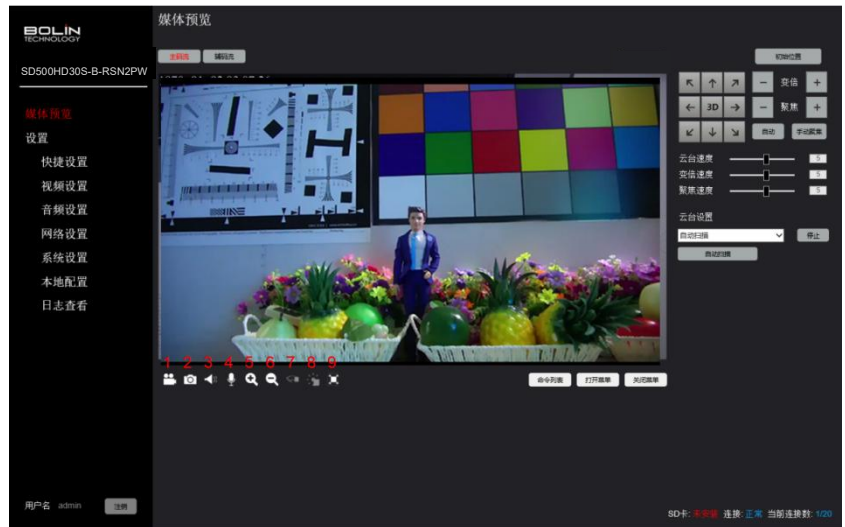 BOLIN
TECHNOLOGY
媒体预览
SD500HD30S-B-RSN2PW
主码流
辅码流
初始位置
媒体预览
设置
快捷设置
视频设置
音频设置
网络设置
系统设置
本地配置
日志查看
变倍
3D
聚焦
自动
手动聚焦
云台速度
5
变倍速度
5
聚焦速度
5
云台设置
自动扫描
停止
自动扫描
1 2 3 4 5 6 7 8 9
命令列表
打开菜单
关闭菜单
用户名 admin
注销
SD卡: 未安装 连接: 正常 当前连接数: 1/20